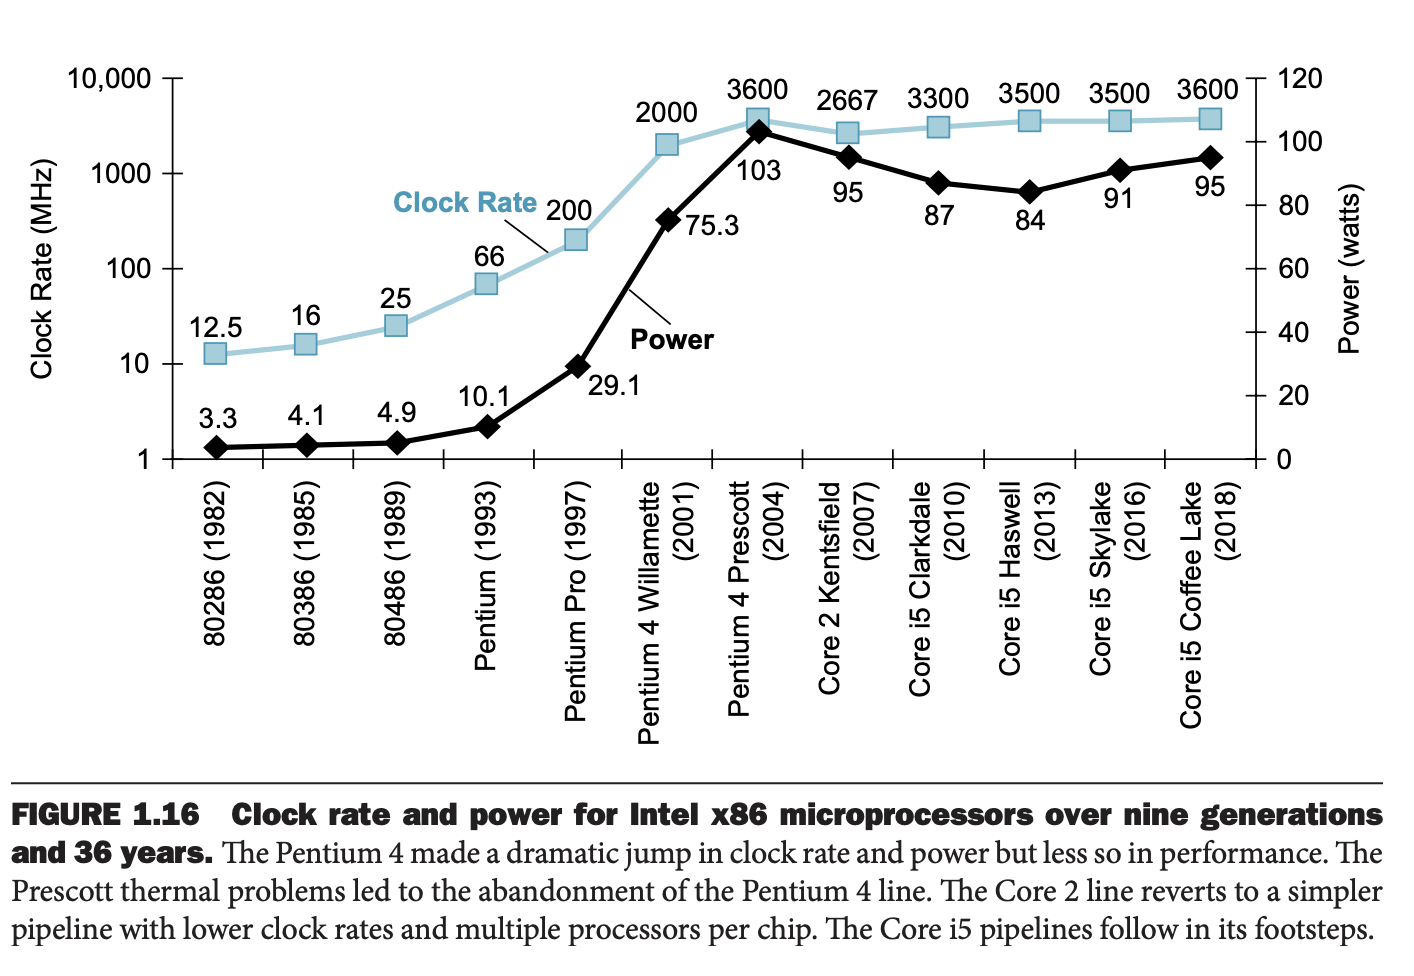 10,000
1000
100
10
1
Clock Rate (MHz)
120
100
80
60
40
20
0
Power (watts)
Clock Rate
12.5
16
25
66
200
2000
3600
2667
3300
3500
3500
3600
Power
3.3
4.1
4.9
10.1
29.1
75.3
103
95
87
84
91
95
80286 (1982)
80386 (1985)
80486 (1989)
Pentium (1993)
Pentium Pro (1997)
Pentium 4 Willamette
(2001)
Pentium 4 Prescott
(2004)
Core 2 Kentsfield
(2007)
Core i5 Clarkdale
(2010)
Core i5 Haswell
(2013)
Core i5 Skylake
(2016)
Core i5 Coffee Lake
(2018)
FIGURE 1.16 Clock rate and power for Intel x86 microprocessors over nine generations
and 36 years. The Pentium 4 made a dramatic jump in clock rate and power but less so in performance. The
Prescott thermal problems led to the abandonment of the Pentium 4 line. The Core 2 line reverts to a simpler
pipeline with lower clock rates and multiple processors per chip. The Core i5 pipelines follow in its footsteps.